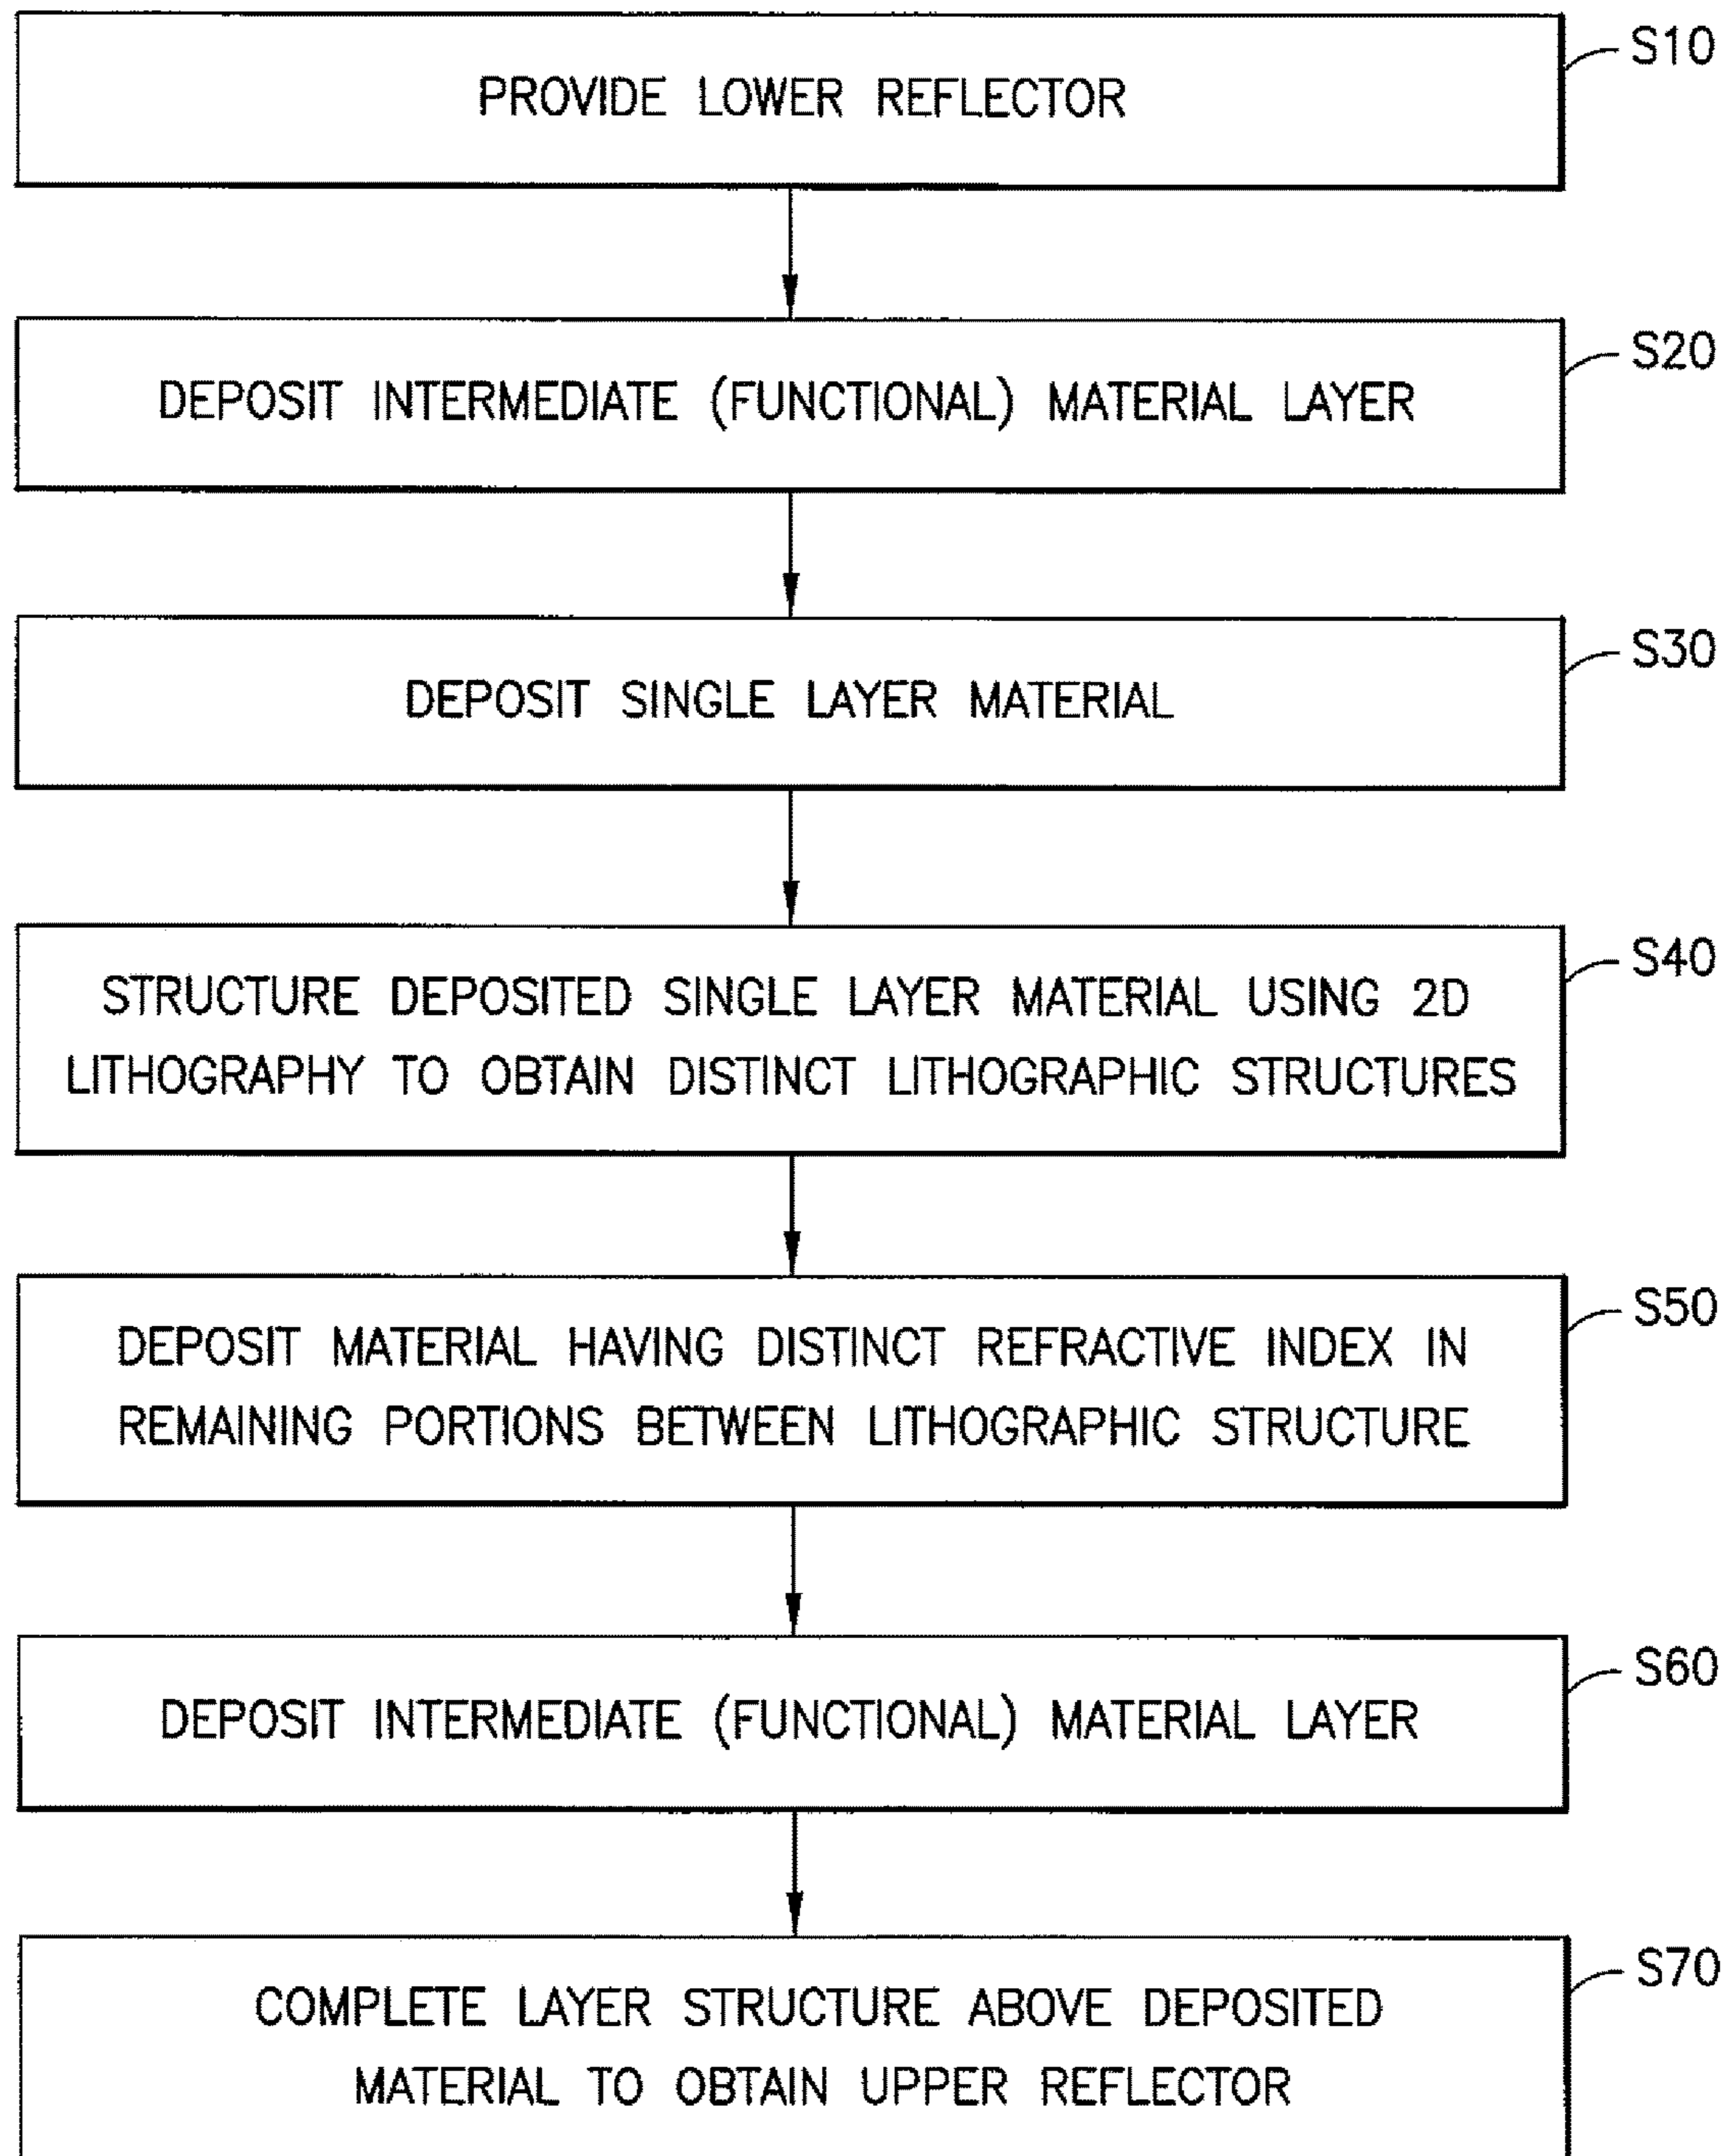 PROVIDE LOWER REFLECTOR
S10
DEPOSIT INTERMEDIATE (FUNCTIONAL) MATERIAL LAYER
S20
DEPOSIT SINGLE LAYER MATERIAL
S30
STRUCTURE DEPOSITED SINGLE LAYER MATERIAL USING 2D
LITHOGRAPHY TO OBTAIN DISTINCT LITHOGRAPHIC STRUCTURES
S40
DEPOSIT MATERIAL HAVING DISTINCT REFRACTIVE INDEX IN
REMAINING PORTIONS BETWEEN LITHOGRAPHIC STRUCTURE
S50
DEPOSIT INTERMEDIATE (FUNCTIONAL) MATERIAL LAYER
S60
COMPLETE LAYER STRUCTURE ABOVE DEPOSITED
MATERIAL TO OBTAIN UPPER REFLECTOR
S70